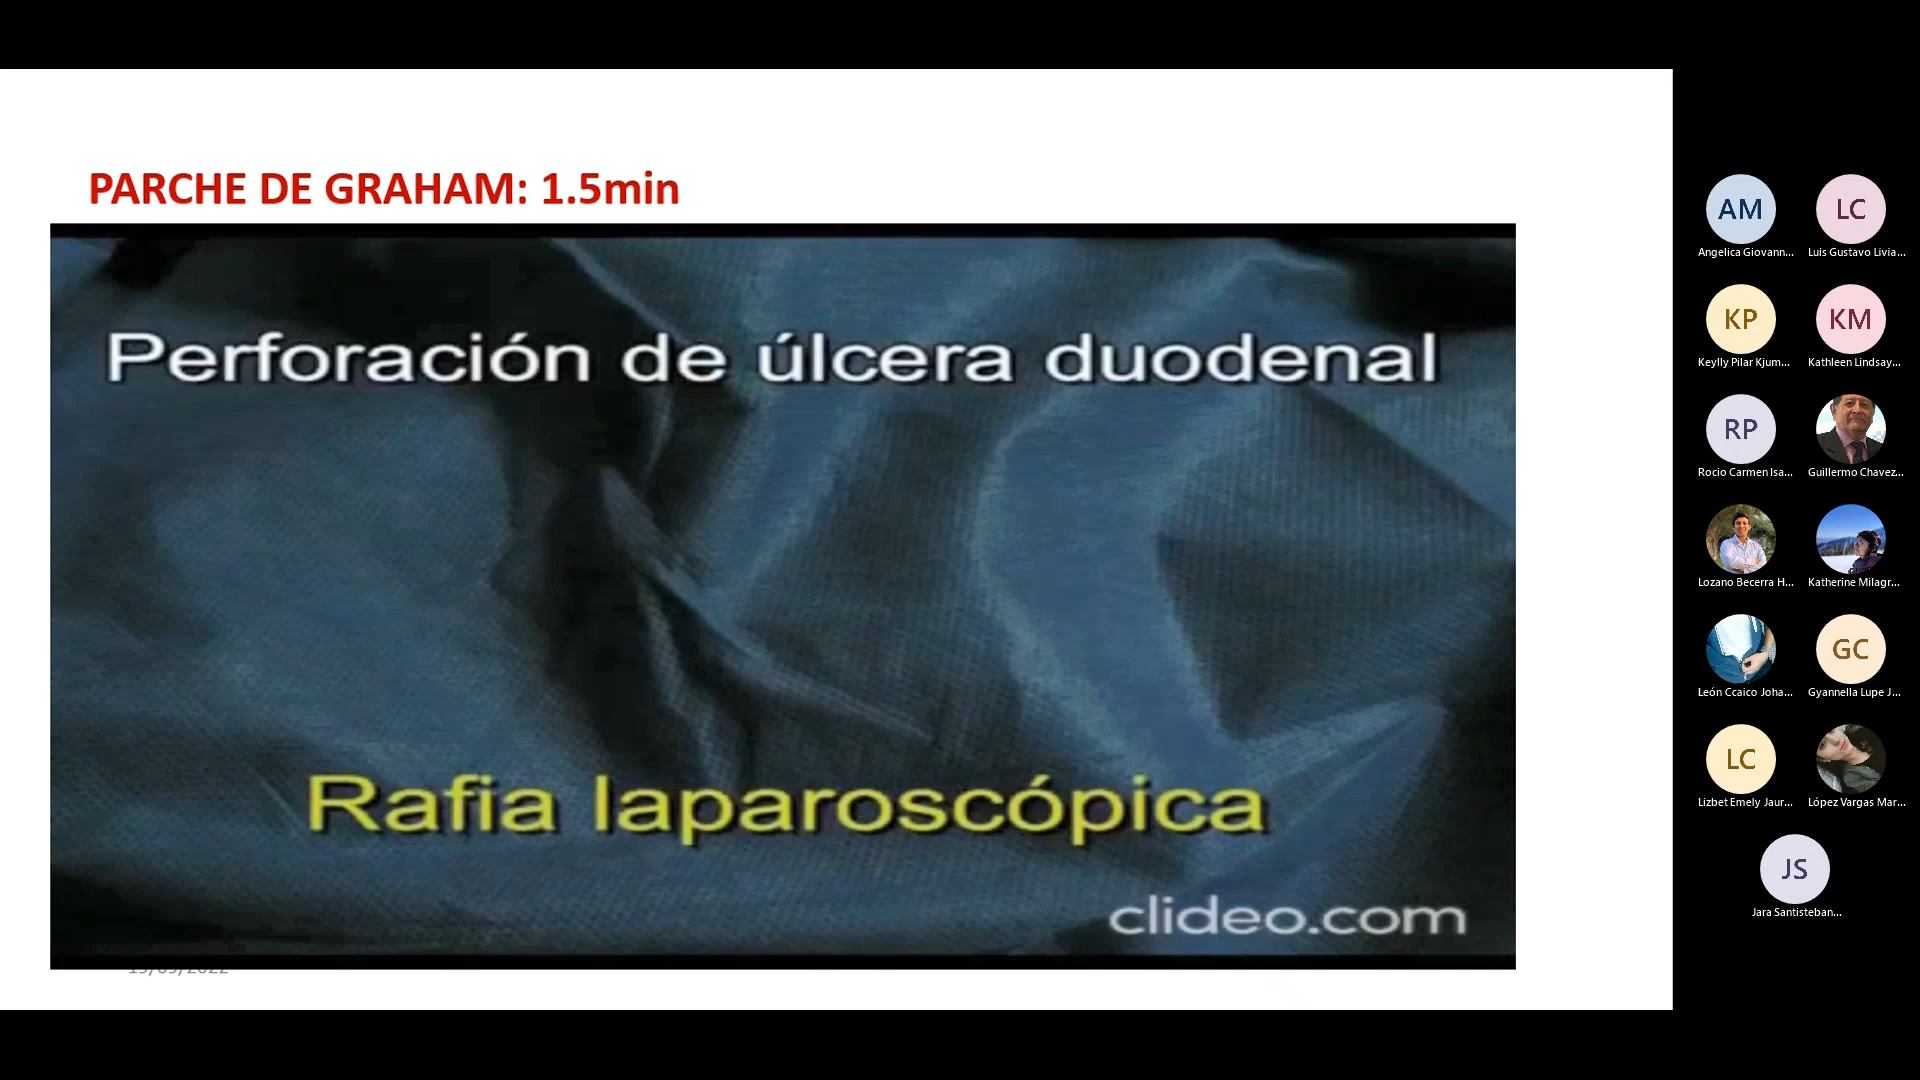 PARCHE DE GRAHAM: 1.5min
Perforación de úlcera duodenal
Rafia laparoscópica
clideo.com
AM
Angelica Giovann...
LC
Luis Gustavo Livia...
KP
Keylly Pilar Kjum...
KM
Kathleen Lindsay...
RP
Rocio Carmen Isa...
Guillermo Chavez...
Lozano Becerra H...
Katherine Milagr...
León Ccaico Joha...
GC
Gyannella Lupe J...
LC
Lizbet Emely Jaur...
López Vargas Mar...
JS
Jara Santisteban...